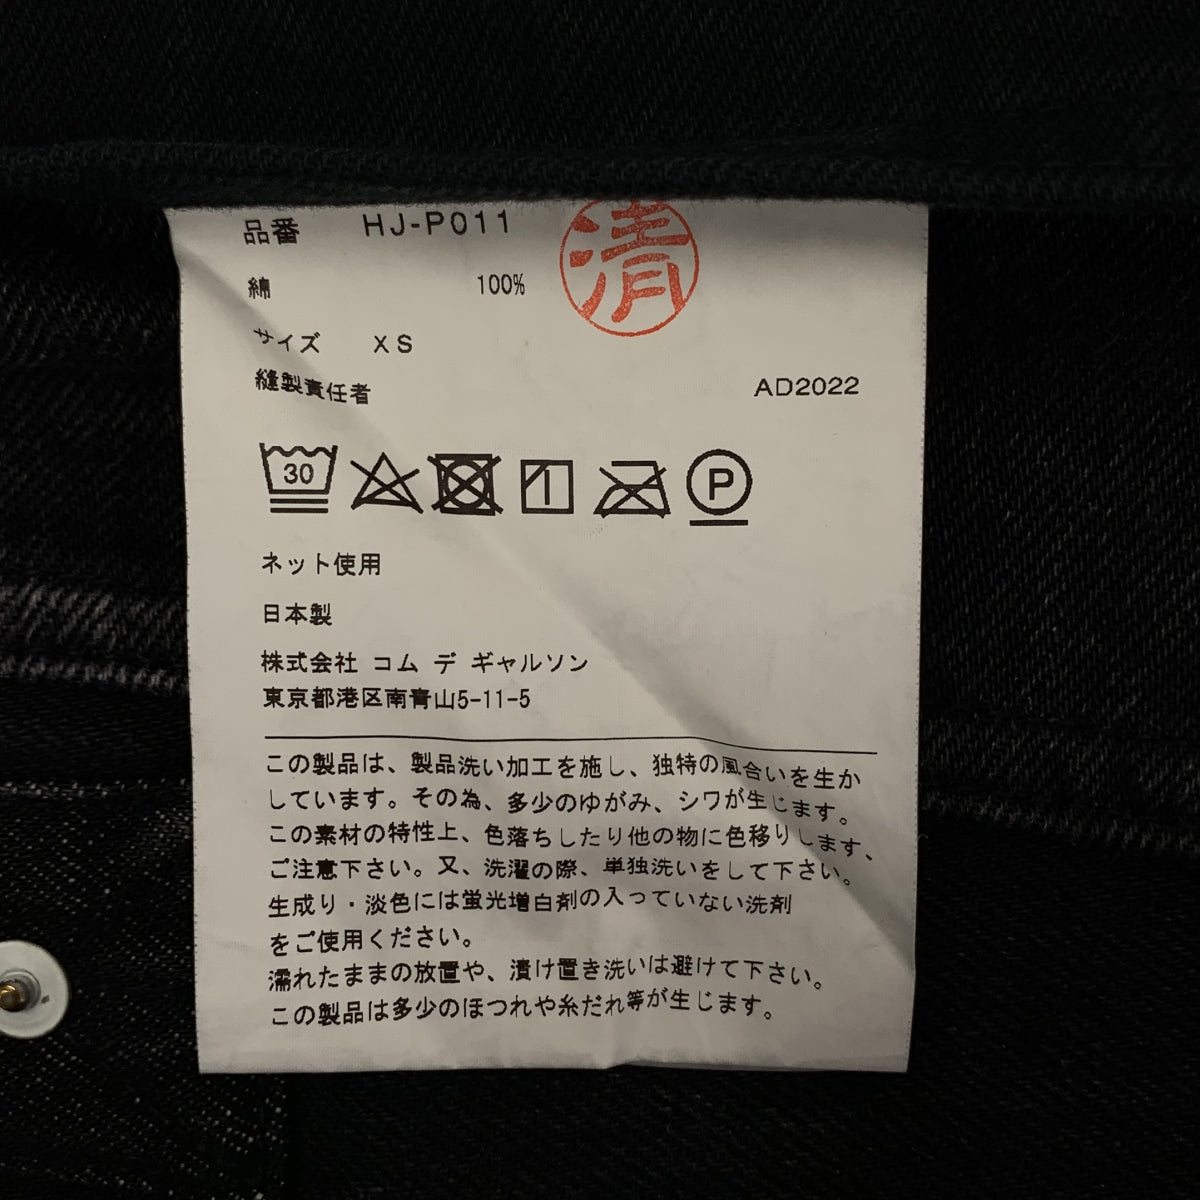 品番 HJ-P011
清
綿 100%
サイズ XS
縫製責任者 AD2022
30 P
ネット使用
日本製
株式会社 コム デ ギャルソン
東京都港区南青山5-11-5
この製品は、製品洗い加工を施し、独特の風合いを生か
しています。その為、多少のゆがみ、シワが生じます。
この素材の特性上、色落ちしたり他の物に色移りします、
ご注意下さい。又、洗濯の際、単独洗いをして下さい。
生成り・淡色には蛍光増白剤の入っていない洗剤
をご使用ください。
濡れたままの放置や、漬け置き洗いは避けて下さい。
この製品は多少のほつれや糸だれ等が生じます。